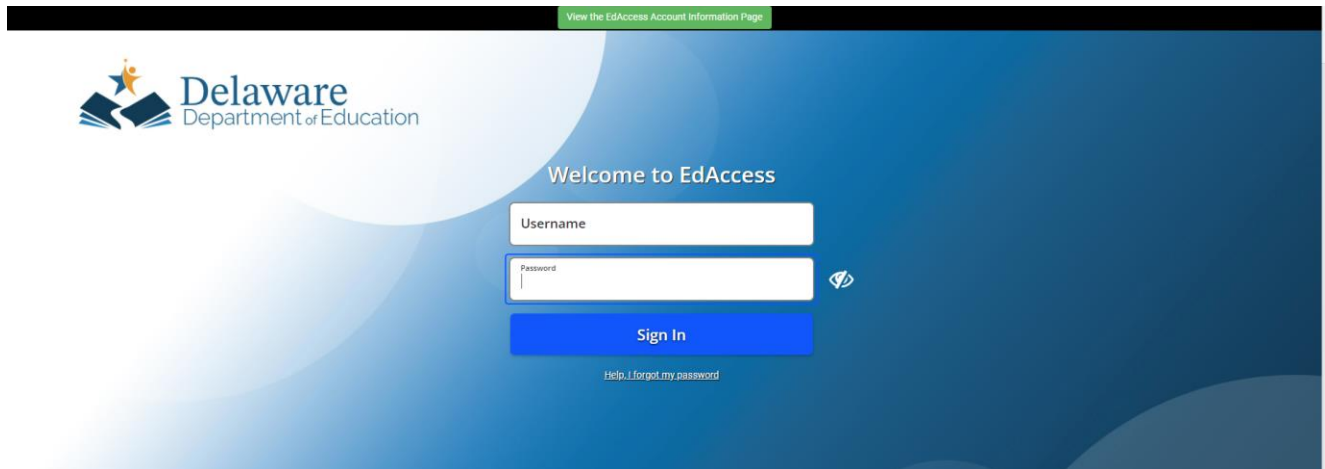 View the EdAccess Account Information Page
Delaware
Department of Education
Welcome to EdAccess
Username
Password
Sign In
Help, I forgot my password